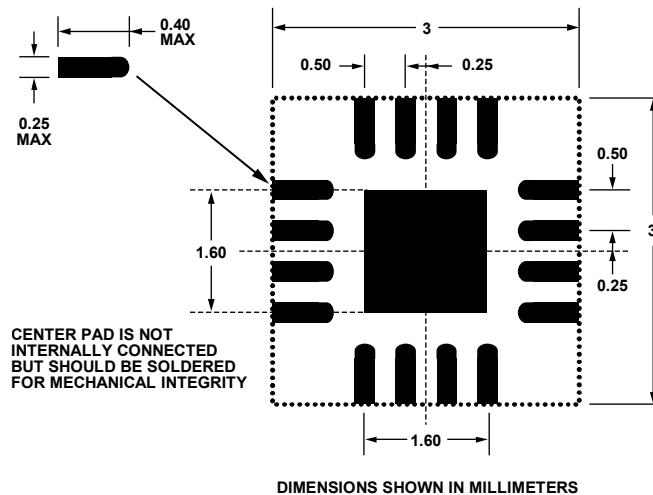 0.40
MAX
3
0.50
0.25
0.25
MAX
0.50
3
1.60
0.25
CENTER PAD IS NOT
INTERNALLY CONNECTED
BUT SHOULD BE SOLDERED
FOR MECHANICAL INTEGRITY
1.60
DIMENSIONS SHOWN IN MILLIMETERS